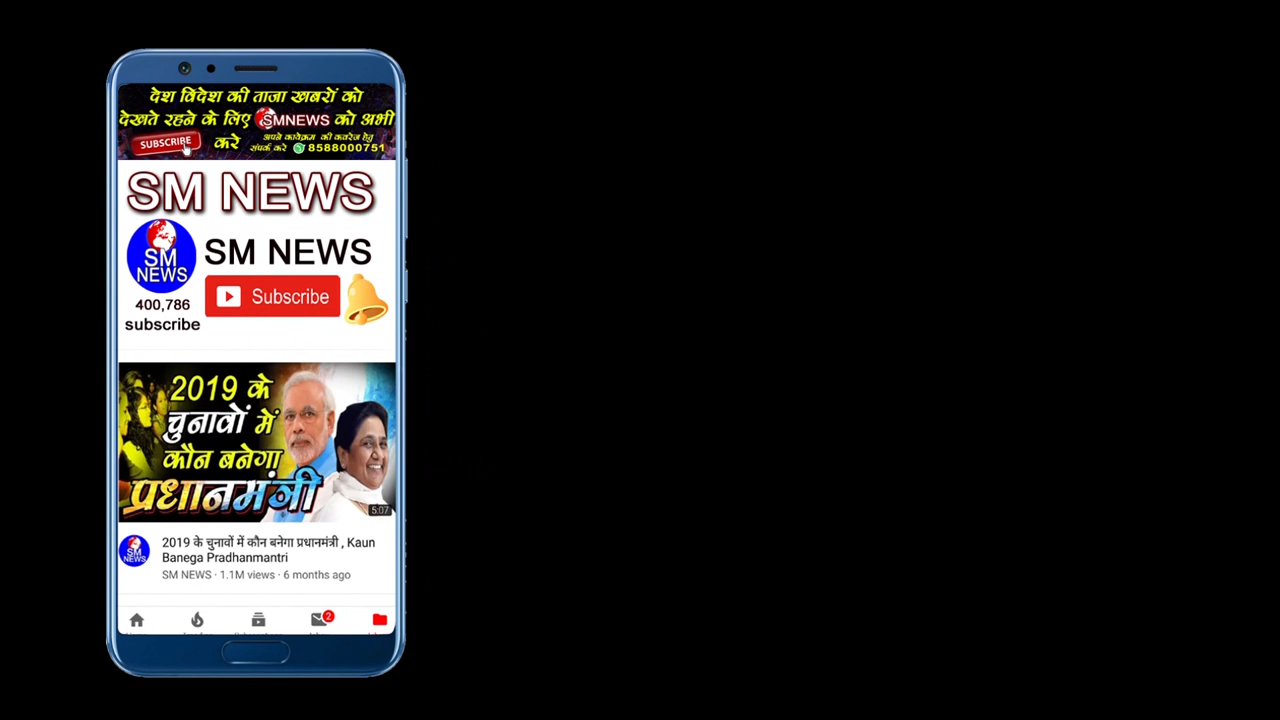 देश विदेश की ताजा खबरों को
देखते रहने के लिए SMNEWS को अभी
SUBSCRIBE करे अपने कार्यक्रम की कवरेज हेतु
संपर्क करे 8588000751
SM NEWS
SM NEWS
SM
NEWS
Subscribe
400,786
subscribe
2019 के
चुनावों में
कौन बनेगा
प्रधानमंत्री
5:07
SM
NEWS
2019 के चुनावों में कौन बनेगा प्रधानमंत्री , Kaun
Banega Pradhanmantri
SM NEWS · 1.1M views · 6 months ago
2